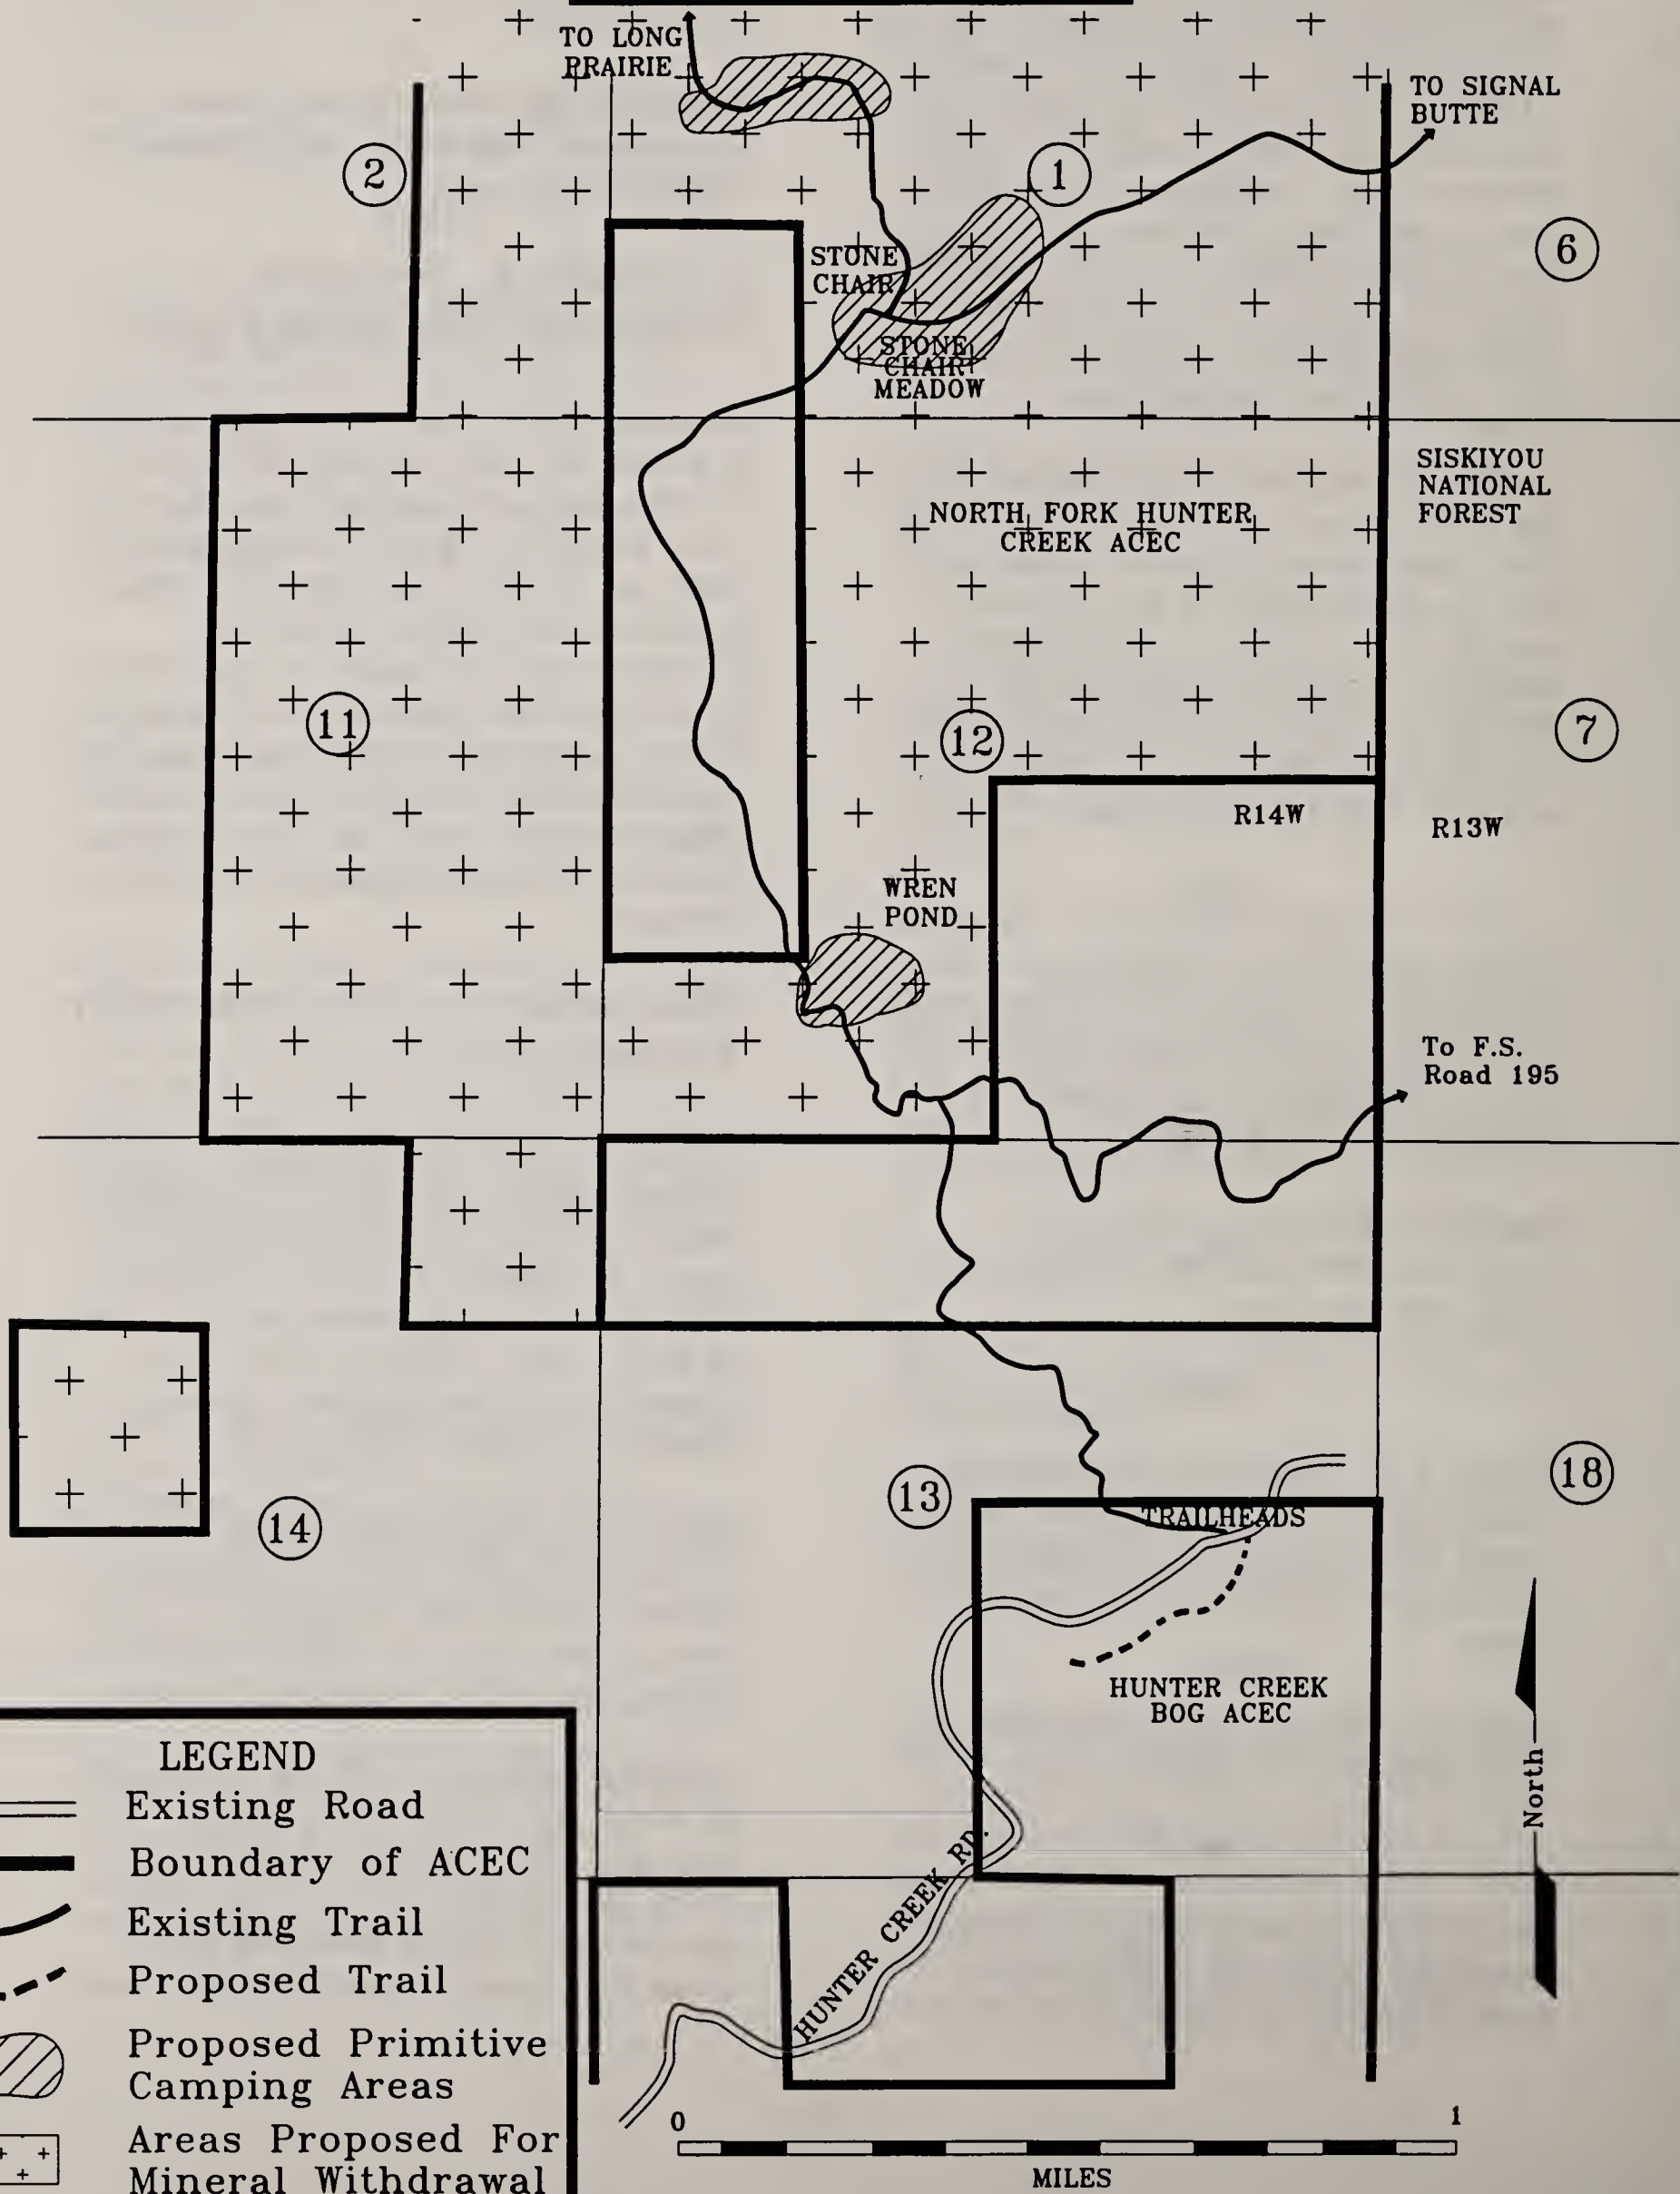 TO LONG
PRAIRIE
TO SIGNAL
BUTTE
2
1
6
STONE
CHAIR
STONE
CHAIR
MEADOW
SISKIYOU
NATIONAL
FOREST
NORTH FORK HUNTER
CREEK ACEC
11
12
7
R14W
R13W
WREN
POND
To F.S.
Road 195
13
18
14
TRAILHEADS
HUNTER CREEK
BOG ACEC
North
HUNTER CREEK RD.
LEGEND
Existing Road
Boundary of ACEC
Existing Trail
Proposed Trail
Proposed Primitive
Camping Areas
Areas Proposed For
Mineral Withdrawal
0 1
MILES